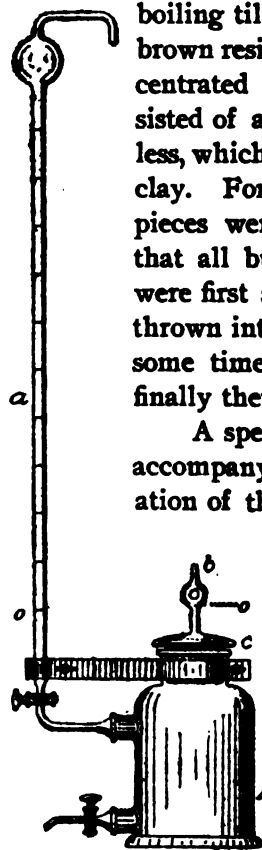 boiling til
brown resi
centrated
sisted of a
less, which
clay. For
pieces wer
that all bu
were first
thrown int
some time
finally the
A spe
accompany
ation of th
a
b
o
o
c